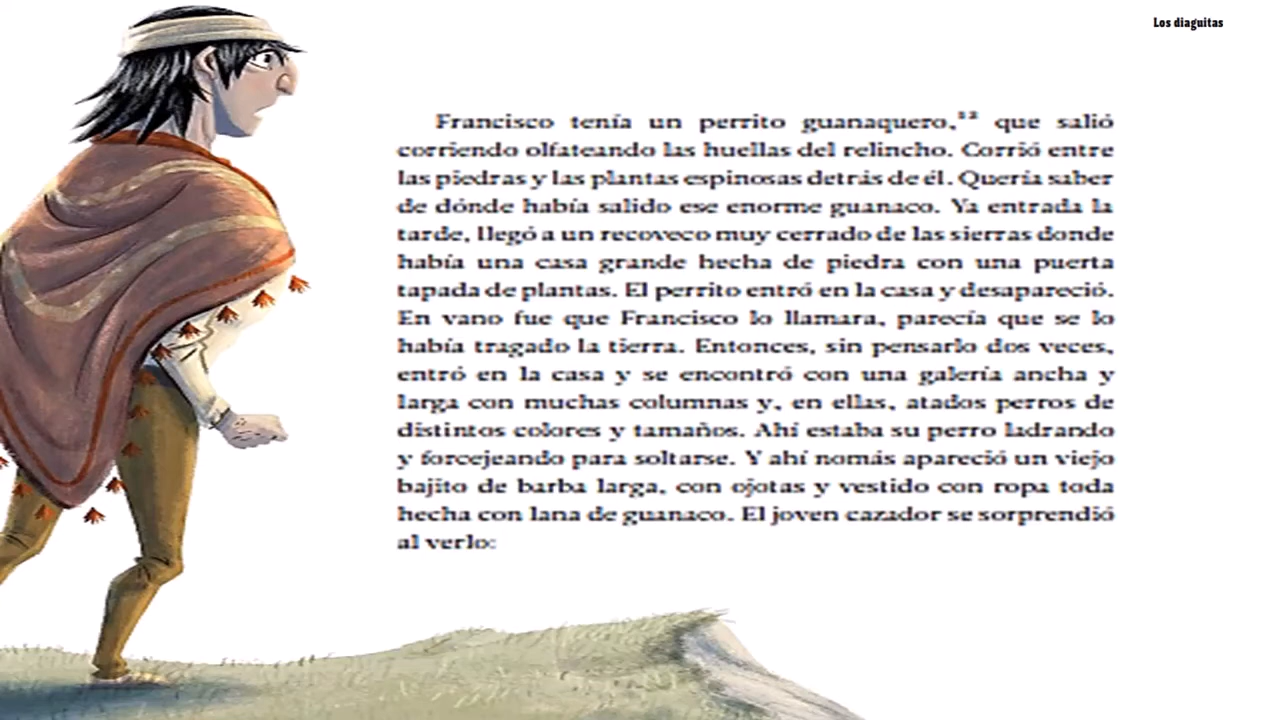 Los diaguitas
Francisco tenía un perrito guanaquero,¹² que salió
corriendo olfateando las huellas del relincho. Corrió entre
las piedras y las plantas espinosas detrás de él. Quería saber
de dónde había salido ese enorme guanaco. Ya entrada la
tarde, llegó a un recoveco muy cerrado de las sierras donde
había una casa grande hecha de piedra con una puerta
tapada de plantas. El perrito entró en la casa y desapareció.
En vano fue que Francisco lo llamara, parecía que se lo
había tragado la tierra. Entonces, sin pensarlo dos veces,
entró en la casa y se encontró con una galería ancha y
larga con muchas columnas y, en ellas, atados perros de
distintos colores y tamaños. Ahí estaba su perro ladrando
y forcejeando para soltarse. Y ahí nomás apareció un viejo
bajito de barba larga, con ojotas y vestido con ropa toda
hecha con lana de guanaco. El joven cazador se sorprendió
al verlo: